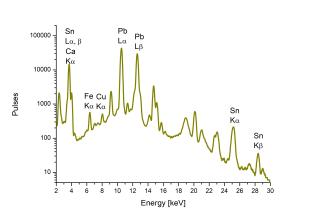 Sn
Lα, β
Ca
Kα
Pb
Lα
Pb
Lβ
Fe
Kα
Cu
Kα
Sn
Kα
Sn
Kβ
100000
10000
1000
100
10
Pulses
2 4 6 8 10 12 14 16 18 20 22 24 26 28 30
Energy [keV]